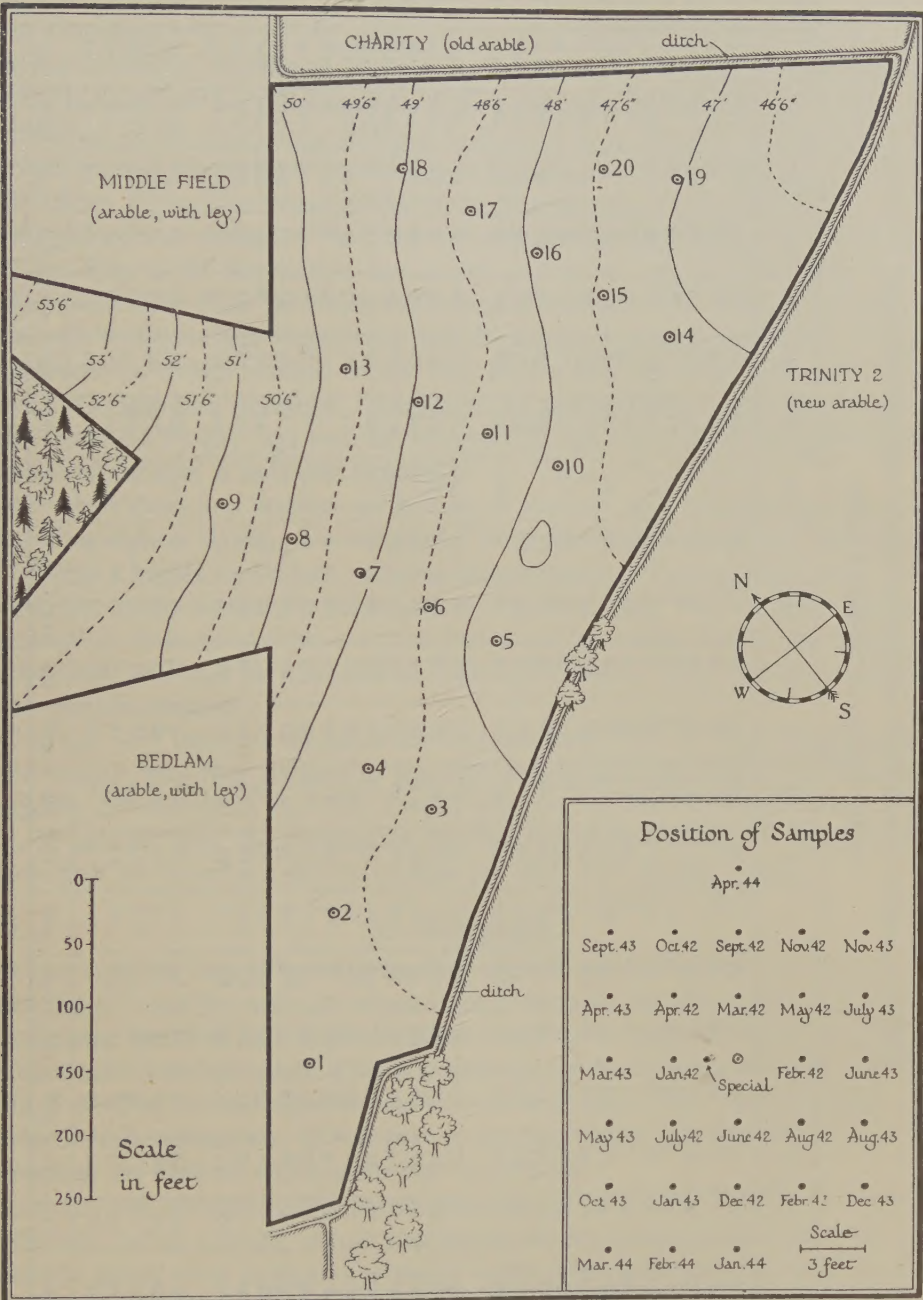 CHARITY (old arable)
ditch
50' 49'6" 49' 48'6" 48' 47'6" 47' 46'6"
MIDDLE FIELD
(arable, with ley)
18
20
19
17
16
15
14
53'6"
53' 52' 51'
52'6" 51'6" 50'6"
13
12
TRINITY 2
(new arable)
11
10
9
8
7
6
5
N
E
W
S
BEDLAM
(arable, with ley)
4
3
2
1
ditch
0
50
100
150
200
250
Scale
in feet
Position of Samples
Apr. 44
Sept. 43 Oct. 42 Sept. 42 Nov. 42 Nov. 43
Apr. 43 Apr. 42 Mar. 42 May 42 July 43
Mar. 43 Jan. 42 Special Febr. 42 June 43
May 43 July 42 June 42 Aug. 42 Aug. 43
Oct. 43 Jan. 43 Dec. 42 Febr. Dec. 43
Mar. 44 Febr. 44 Jan. 44
Scale
3 feet